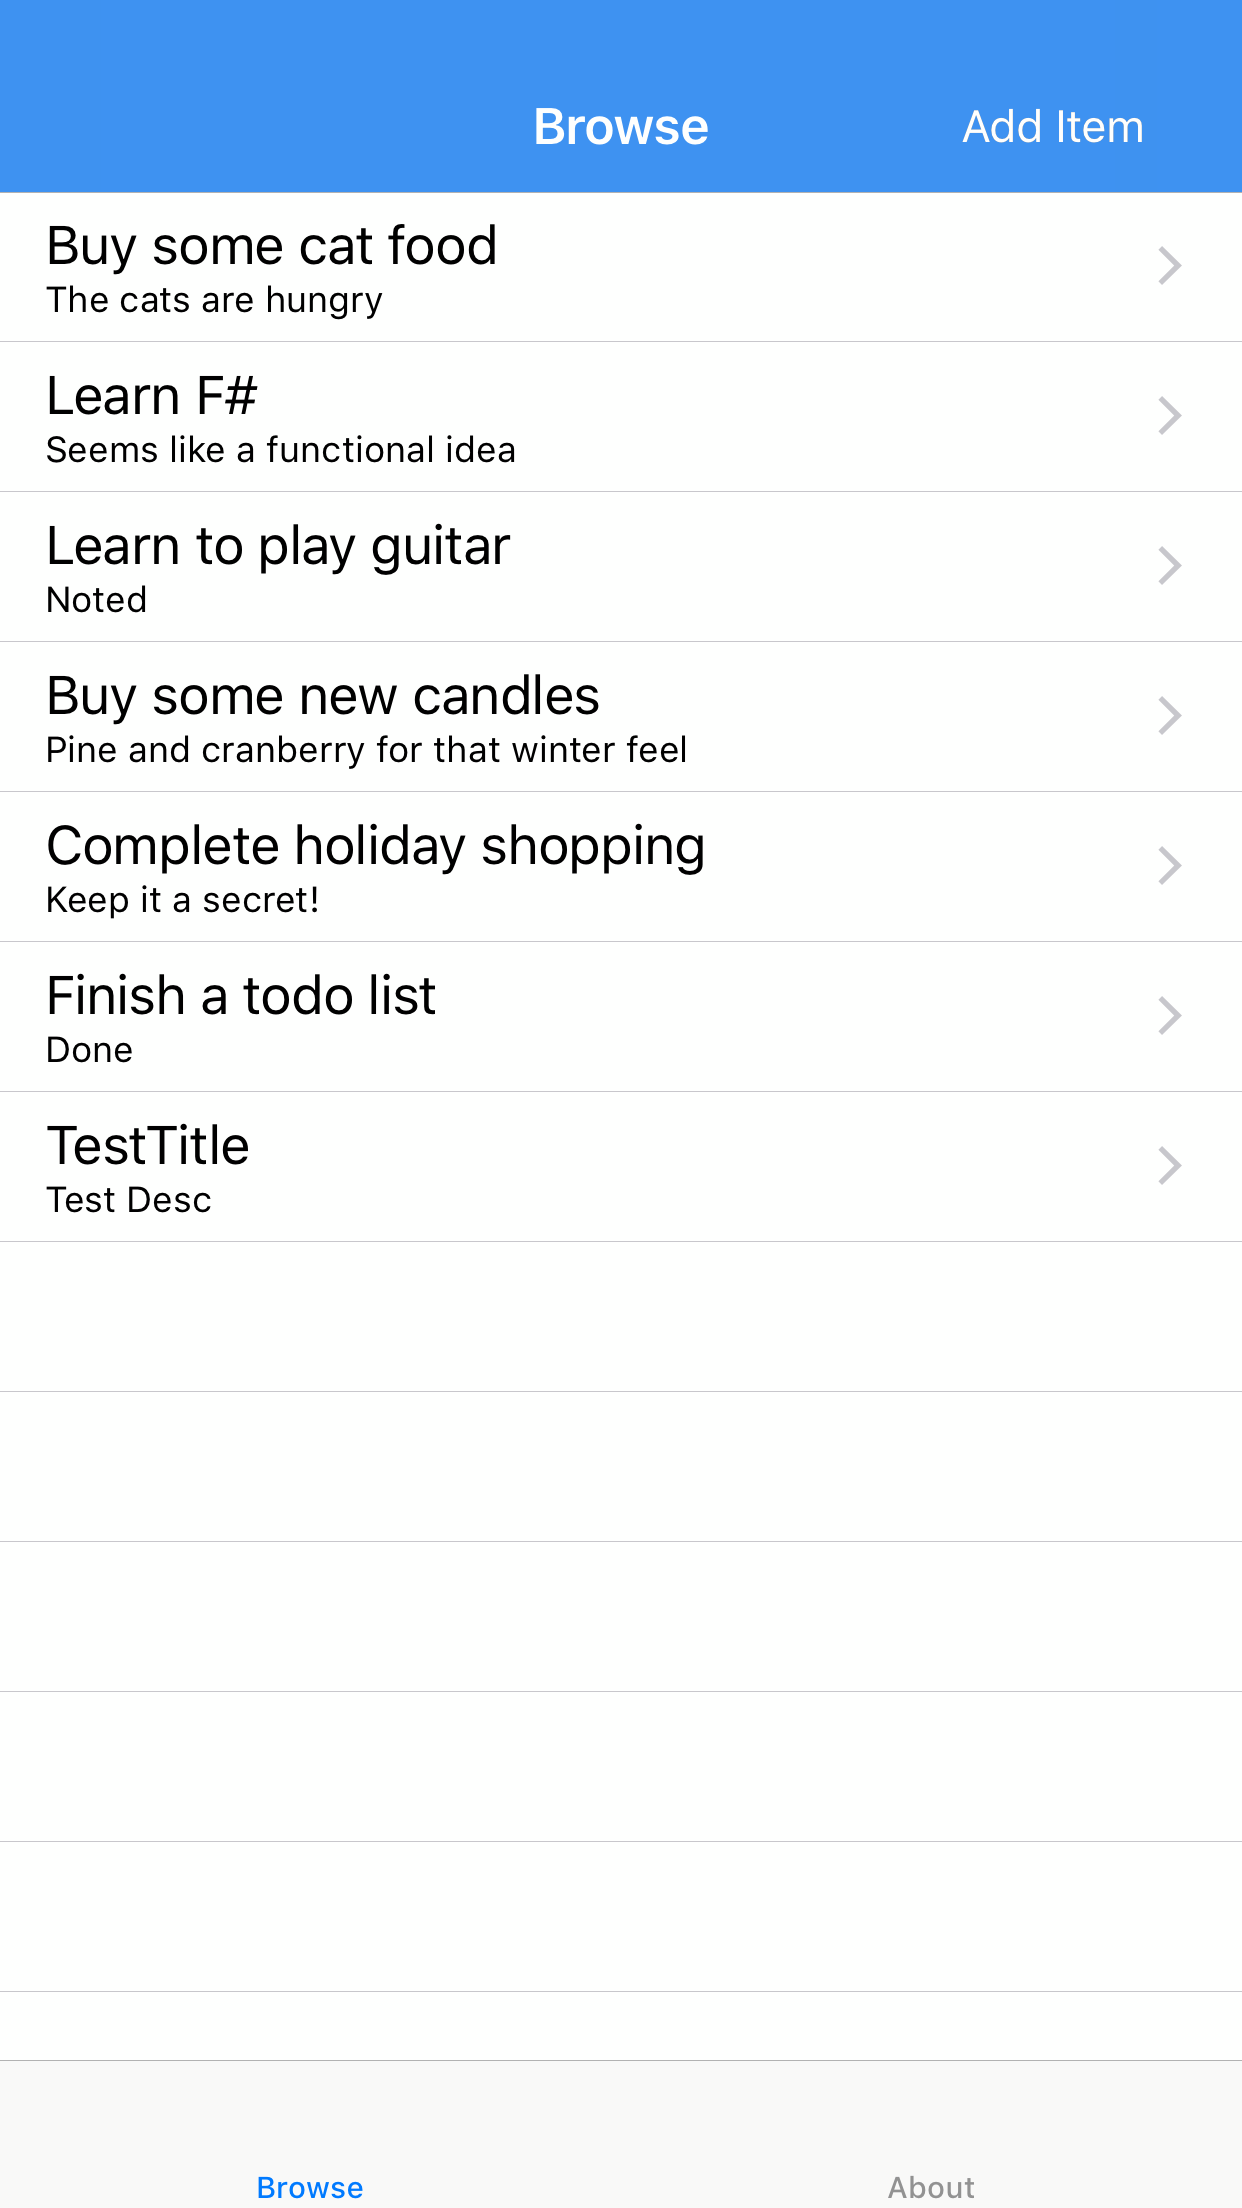 Browse
Add Item
Buy some cat food
The cats are hungry
Learn F#
Seems like a functional idea
Learn to play guitar
Noted
Buy some new candles
Pine and cranberry for that winter feel
Complete holiday shopping
Keep it a secret!
Finish a todo list
Done
TestTitle
Test Desc
Browse
About